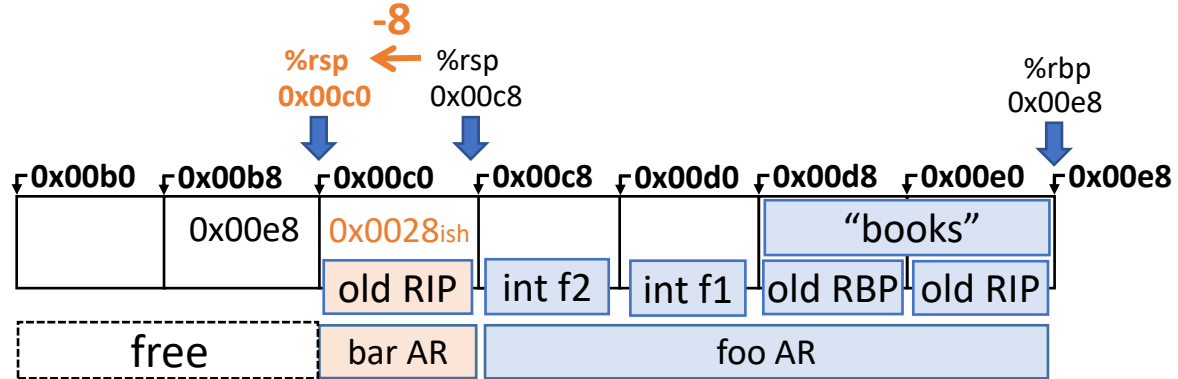 -8
%rsp %rsp
0x00c0 0x00c8
%rbp
0x00e8
0x00b0 0x00b8 0x00c0 0x00c8 0x00d0 0x00d8 0x00e0 0x00e8
0x00e8 0x0028ish “books”
old RIP int f2 int f1 old RBP old RIP
free bar AR foo AR